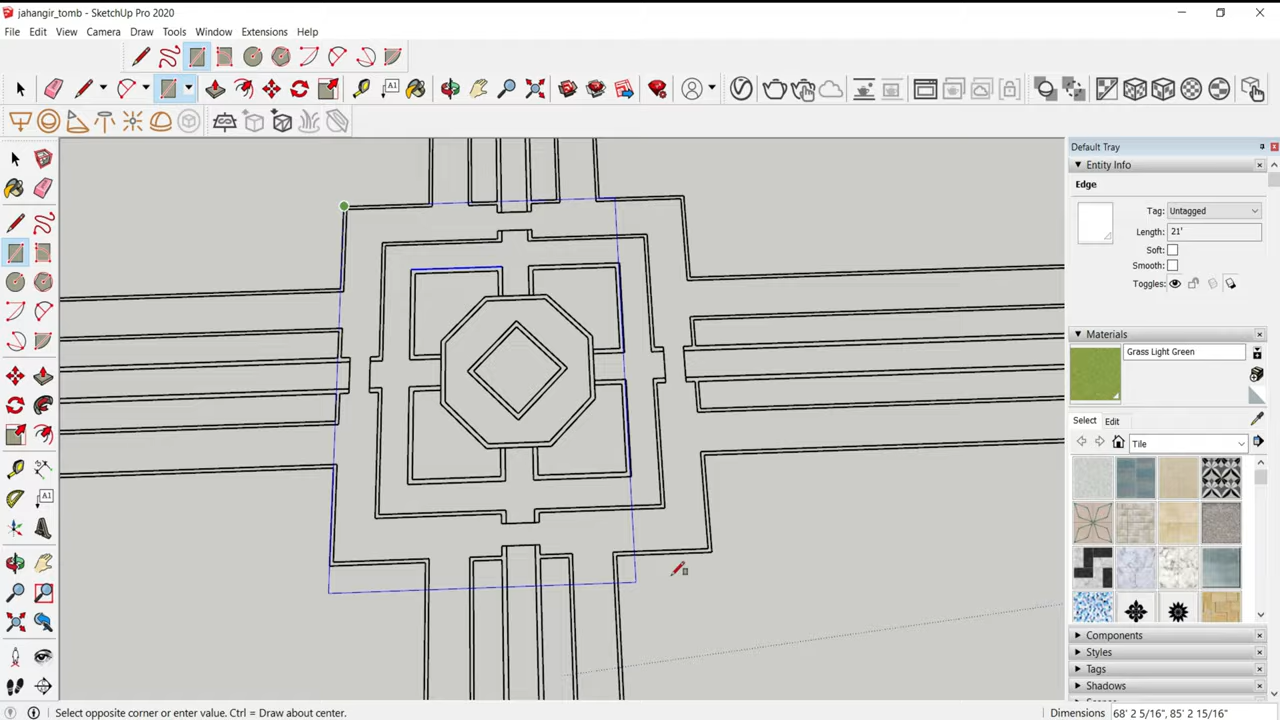 jahangir_tomb - SketchUp Pro 2020
File Edit View Camera Draw Tools Window Extensions Help
A1
Default Tray
Entity Info
Edge
Tag: Untagged
Length: 21'
Soft:
Smooth:
Toggles:
Materials
Grass Light Green
Select Edit
Tile
A1
Components
Styles
Tags
Shadows
Select opposite corner or enter value. Ctrl = Draw about center.
Dimensions 68' 2 5/16", 85' 2 15/16"